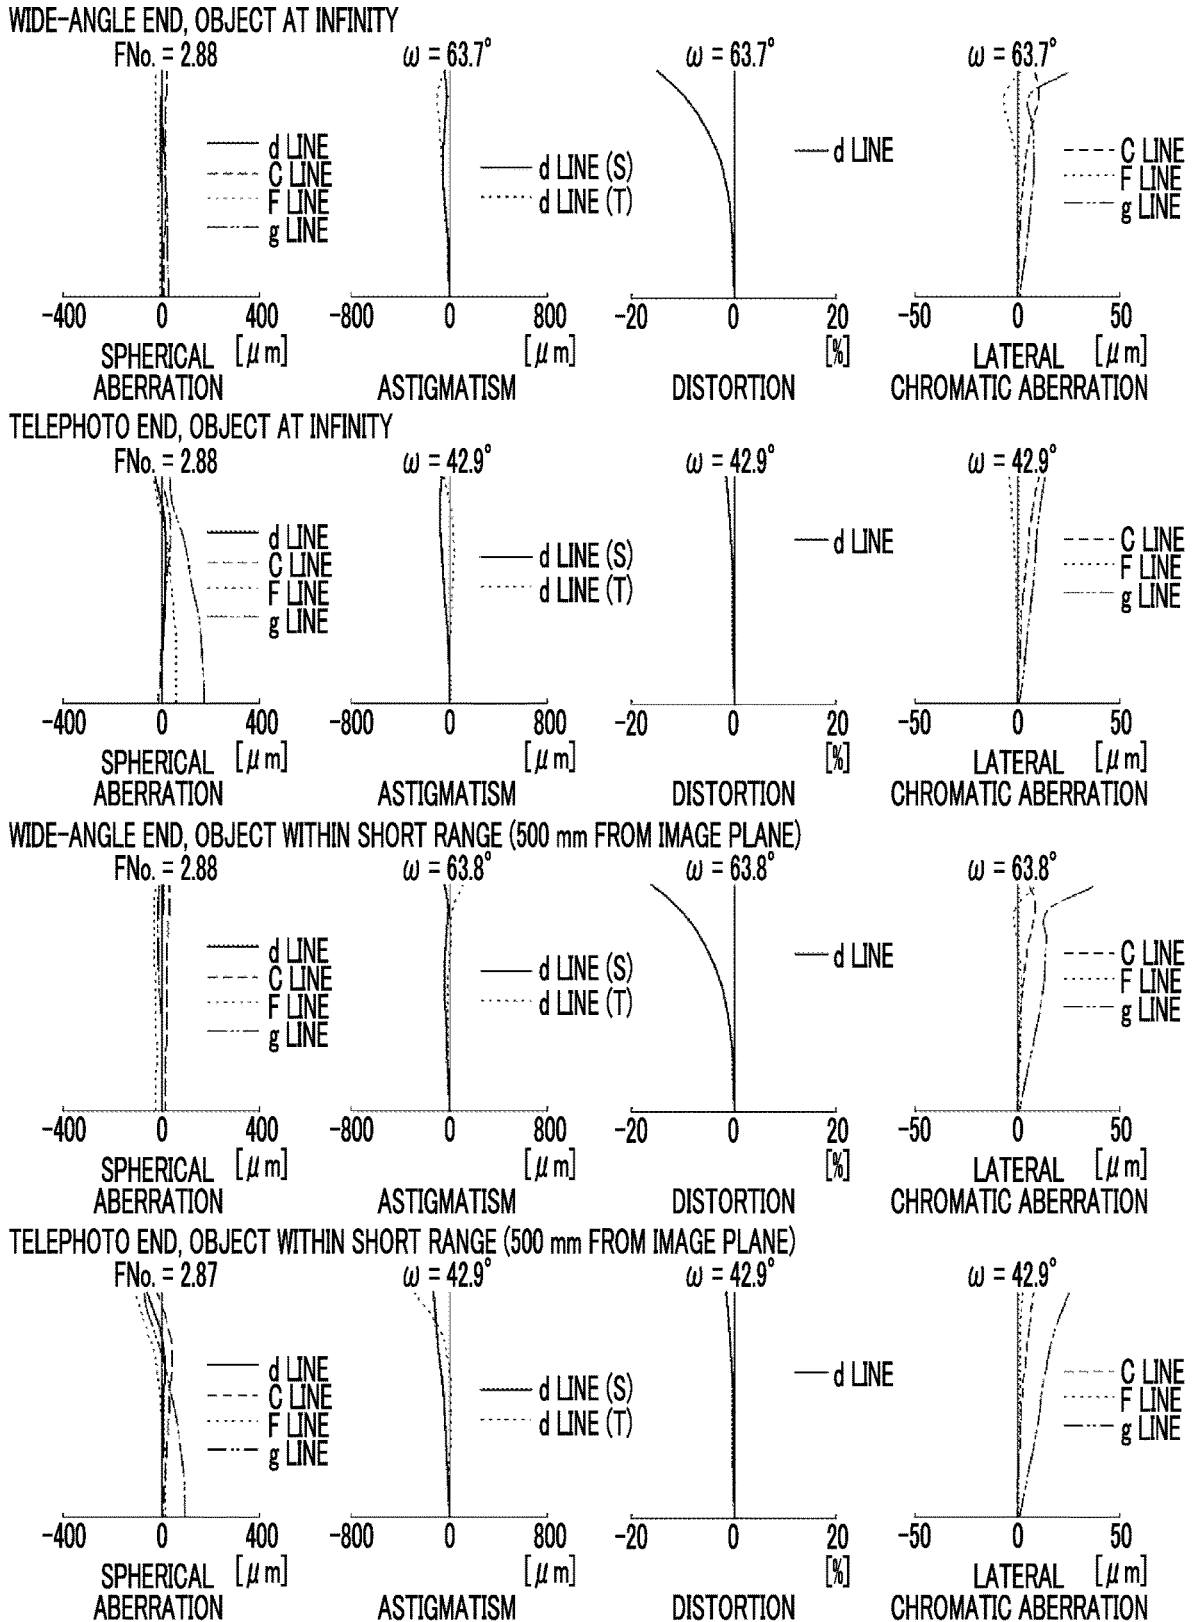 WIDE-ANGLE END, OBJECT AT INFINITY
FNo. = 2.88
ω = 63.7°
ω = 63.7°
ω = 63.7°
d LINE
C LINE
F LINE
g LINE
d LINE (S)
d LINE (T)
d LINE
C LINE
F LINE
g LINE
-400 0 400
-800 0 800
-20 0 20
-50 0 50
SPHERICAL [μm]
ABERRATION
[μm]
ASTIGMATISM
[%]
DISTORTION
LATERAL [μm]
CHROMATIC ABERRATION
TELEPHOTO END, OBJECT AT INFINITY
FNo. = 2.88
ω = 42.9°
ω = 42.9°
ω = 42.9°
d LINE
C LINE
F LINE
g LINE
d LINE (S)
d LINE (T)
d LINE
C LINE
F LINE
g LINE
-400 0 400
-800 0 800
-20 0 20
-50 0 50
SPHERICAL [μm]
ABERRATION
[μm]
ASTIGMATISM
[%]
DISTORTION
LATERAL [μm]
CHROMATIC ABERRATION
WIDE-ANGLE END, OBJECT WITHIN SHORT RANGE (500 mm FROM IMAGE PLANE)
FNo. = 2.88
ω = 63.8°
ω = 63.8°
ω = 63.8°
d LINE
C LINE
F LINE
g LINE
d LINE (S)
d LINE (T)
d LINE
C LINE
F LINE
g LINE
-400 0 400
-800 0 800
-20 0 20
-50 0 50
SPHERICAL [μm]
ABERRATION
[μm]
ASTIGMATISM
[%]
DISTORTION
LATERAL [μm]
CHROMATIC ABERRATION
TELEPHOTO END, OBJECT WITHIN SHORT RANGE (500 mm FROM IMAGE PLANE)
FNo. = 2.87
ω = 42.9°
ω = 42.9°
ω = 42.9°
d LINE
C LINE
F LINE
g LINE
d LINE (S)
d LINE (T)
d LINE
C LINE
F LINE
g LINE
-400 0 400
-800 0 800
-20 0 20
-50 0 50
SPHERICAL [μm]
ABERRATION
[μm]
ASTIGMATISM
[%]
DISTORTION
LATERAL [μm]
CHROMATIC ABERRATION